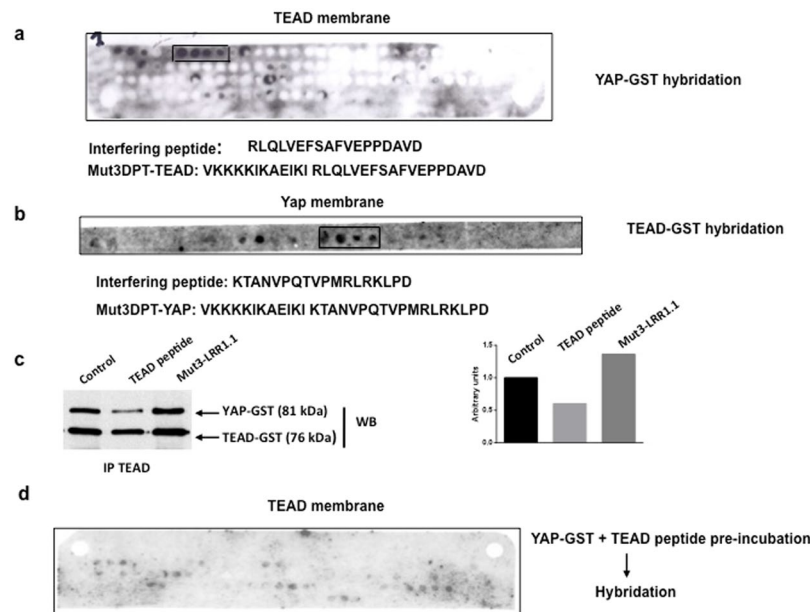 a
TEAD membrane
YAP-GST hybridation
Interfering peptide: RLQLVEFSAFVEPPDAVD
Mut3DPT-TEAD: VKKKKIKAEIKI RLQLVEFSAFVEPPDAVD
b
Yap membrane
TEAD-GST hybridation
Interfering peptide: KTANVPQTVPMRLRKLPD
Mut3DPT-YAP: VKKKKIKAEIKI KTANVPQTVPMRLRKLPD
c
Control
TEAD peptide
Mut3-LRR1.1
YAP-GST (81 kDa)
TEAD-GST (76 kDa)
WB
IP TEAD
Control
TEAD peptide
Mut3-LRR1.1
Arbitrary units
1.5
1.0
0.5
0.0
d
TEAD membrane
YAP-GST + TEAD peptide pre-incubation
Hybridation